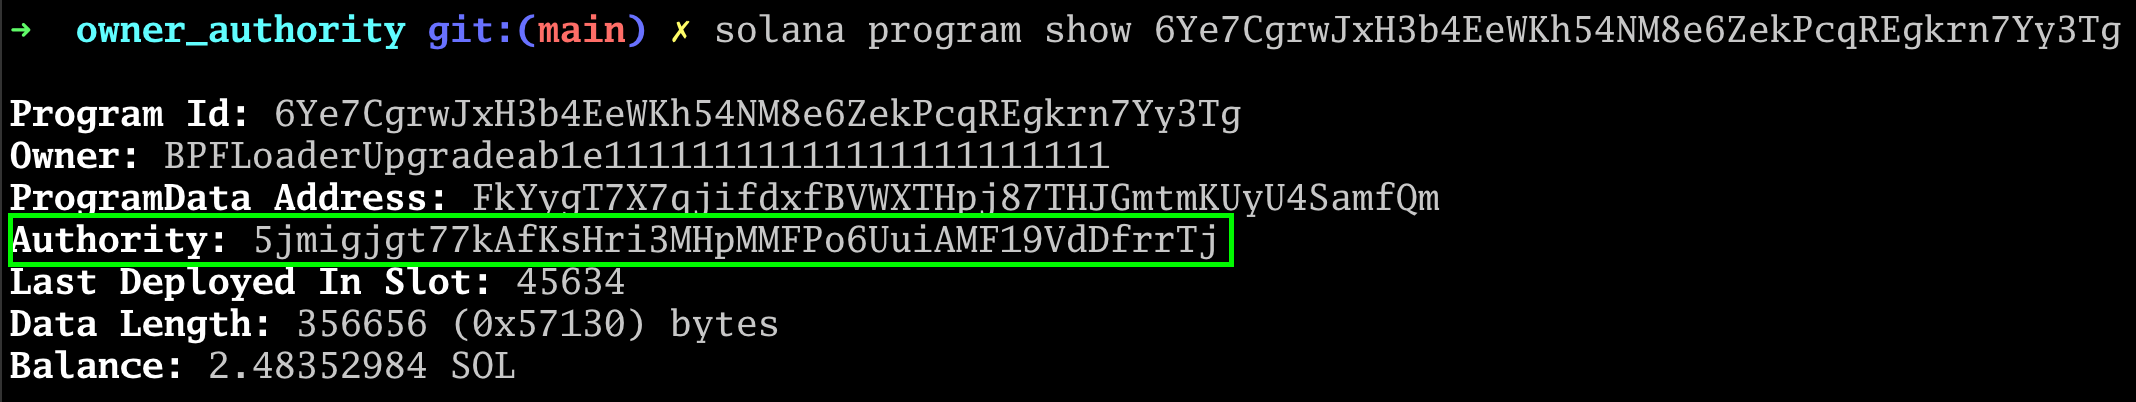 ➜  owner_authority git:(main) ✗ solana program show 6Ye7CgrwJxH3b4EeWKh54NM8e6ZekPcqREgkrn7Yy3Tg
Program Id: 6Ye7CgrwJxH3b4EeWKh54NM8e6ZekPcqREgkrn7Yy3Tg
Owner: BPFLoaderUpgradeab1e11111111111111111111111
ProgramData Address: FkYygT7X7qjifdxfBVWXTHpj87THJGmtmKUyU4SamfQm
Authority: 5jmigjgt77kAfKsHri3MHpMMFPo6UuiAMF19VdDfrrTj
Last Deployed In Slot: 45634
Data Length: 356656 (0x57130) bytes
Balance: 2.48352984 SOL